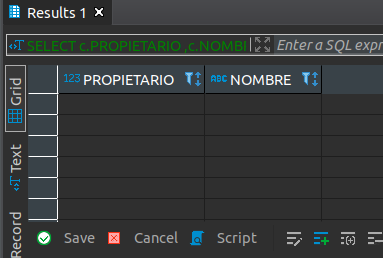 Results 1
SELECT c.PROPIETARIO ,c.NOMBI
Enter a SQL expr
123 PROPIETARIO
ABC NOMBRE
Grid
Text
Record
Save
Cancel
Script